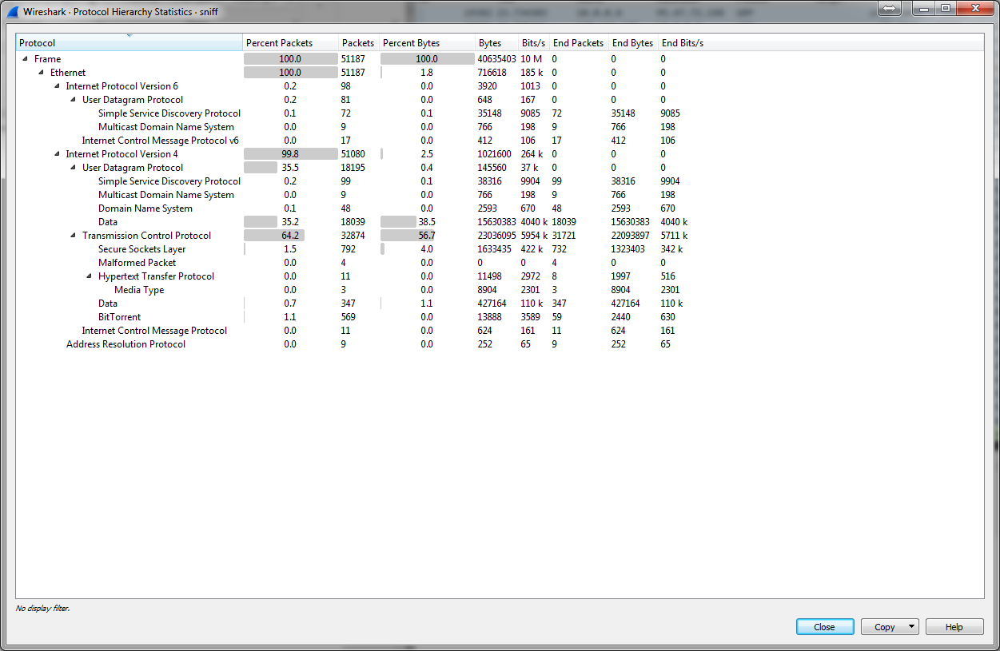 Wireshark · Protocol Hierarchy Statistics · sniff
Protocol Percent Packets Packets Percent Bytes Bytes Bits/s End Packets End Bytes End Bits/s
Frame 100.0 51187 100.0 40635403 10 M 0 0 0
Ethernet 100.0 51187 1.8 716618 185 k 0 0 0
Internet Protocol Version 6 0.2 98 0.0 3920 1013 0 0 0
User Datagram Protocol 0.2 81 0.0 648 167 0 0 0
Simple Service Discovery Protocol 0.1 72 0.1 35148 9085 72 35148 9085
Multicast Domain Name System 0.0 9 0.0 766 198 9 766 198
Internet Control Message Protocol v6 0.0 17 0.0 412 106 17 412 106
Internet Protocol Version 4 99.8 51080 2.5 1021600 264 k 0 0 0
User Datagram Protocol 35.5 18195 0.4 145560 37 k 0 0 0
Simple Service Discovery Protocol 0.2 99 0.1 38316 9904 99 38316 9904
Multicast Domain Name System 0.0 9 0.0 766 198 9 766 198
Domain Name System 0.1 48 0.0 2593 670 48 2593 670
Data 35.2 18039 38.5 15630383 4040 k 18039 15630383 4040 k
Transmission Control Protocol 64.2 32874 56.7 23036095 5954 k 31721 22093897 5711 k
Secure Sockets Layer 1.5 792 4.0 1633435 422 k 732 1323403 342 k
Malformed Packet 0.0 4 0.0 0 0 4 0 0
Hypertext Transfer Protocol 0.0 11 0.0 11498 2972 8 1997 516
Media Type 0.0 3 0.0 8904 2301 3 8904 2301
Data 0.7 347 1.1 427164 110 k 347 427164 110 k
BitTorrent 1.1 569 0.0 13888 3589 59 2440 630
Internet Control Message Protocol 0.0 11 0.0 624 161 11 624 161
Address Resolution Protocol 0.0 9 0.0 252 65 9 252 65
No display filter.
Close Copy Help